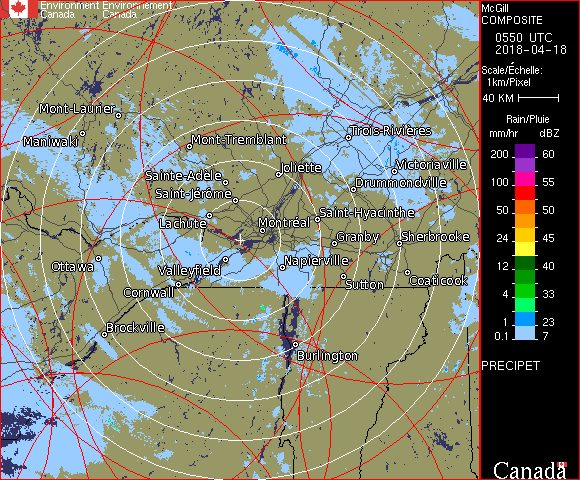 Environment Environnement
Canada Canada
McGill
COMPOSITE
0550 UTC
2018-04-18
Scale/Échelle:
1km/Pixel
40 KM
Rain/Pluie
mm/hr dBZ
200 60
100 55
50 50
24 45
12 40
4 33
1 23
0.1 7
PRECIPET
Canada
Mont-Laurier
Maniwaki
Mont-Tremblant
Trois-Rivières
Joliette
Victoriaville
Sainte-Adèle
Drummondville
Saint-Jérôme
Lachute
Saint-Hyacinthe
Montréal
Granby
Sherbrooke
Ottawa
Valleyfield
Napierville
Cornwall
Sutton
Coaticook
Brockville
Burlington